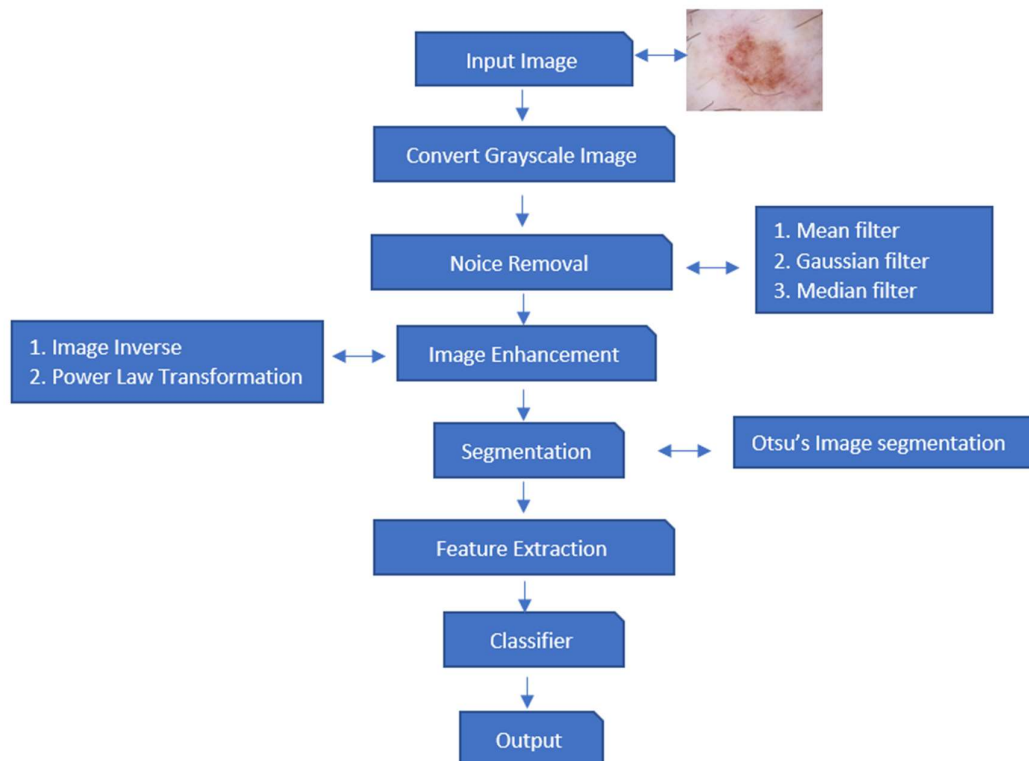 Input Image
Convert Grayscale Image
Noice Removal
1. Mean filter
2. Gaussian filter
3. Median filter
1. Image Inverse
2. Power Law Transformation
Image Enhancement
Segmentation
Otsu’s Image segmentation
Feature Extraction
Classifier
Output